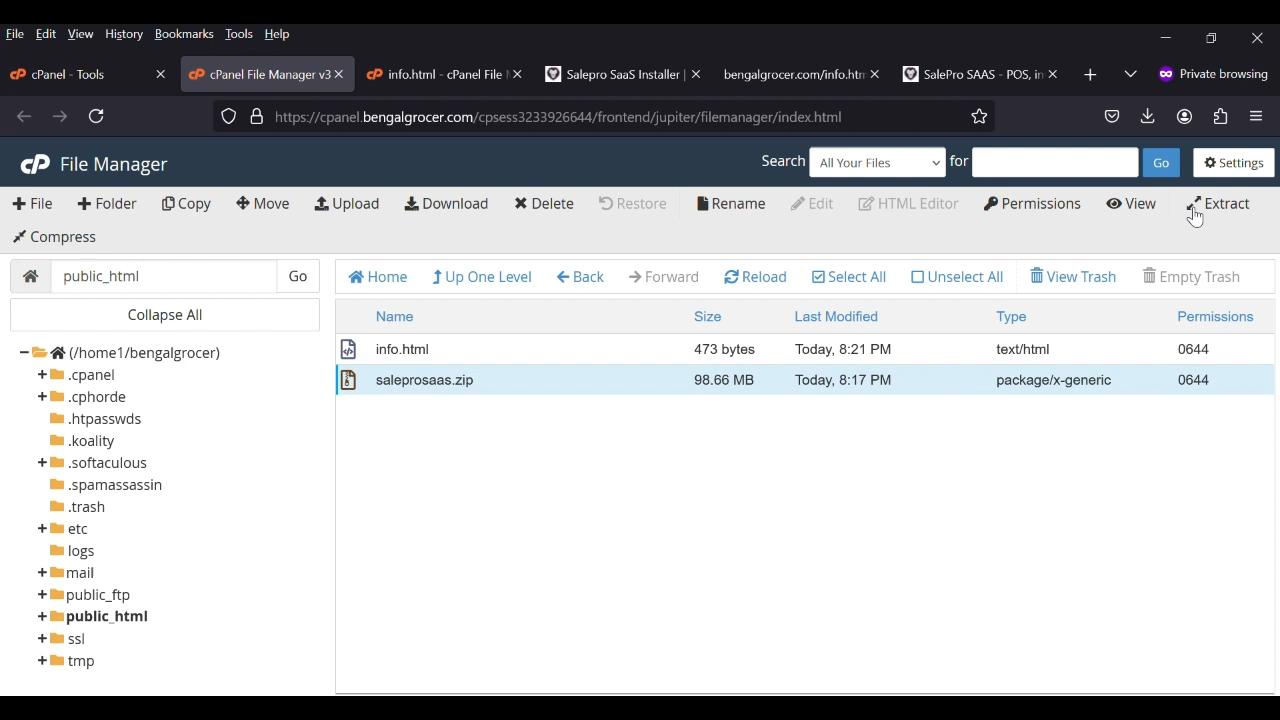 File Edit View History Bookmarks Tools Help
cPanel - Tools cPanel File Manager v3 info.html - cPanel File Salepro SaaS Installer | bengalgrocer.com/info.htm SalePro SAAS - POS, in Private browsing
https://cpanel.bengalgrocer.com/cpsess3233926644/frontend/jupiter/filemanager/index.html
cP File Manager Search All Your Files for Go Settings
File Folder Copy Move Upload Download Delete Restore Rename Edit HTML Editor Permissions View Extract
Compress
public_html Go Home Up One Level Back Forward Reload Select All Unselect All View Trash Empty Trash
Collapse All
Name Size Last Modified Type Permissions
info.html 473 bytes Today, 8:21 PM text/html 0644
saleprosaas.zip 98.66 MB Today, 8:17 PM package/x-generic 0644
(/home1/bengalgrocer)
.cpanel
.cphorde
.htpasswds
.koality
.softaculous
.spamassassin
.trash
etc
logs
mail
public_ftp
public_html
ssl
tmp